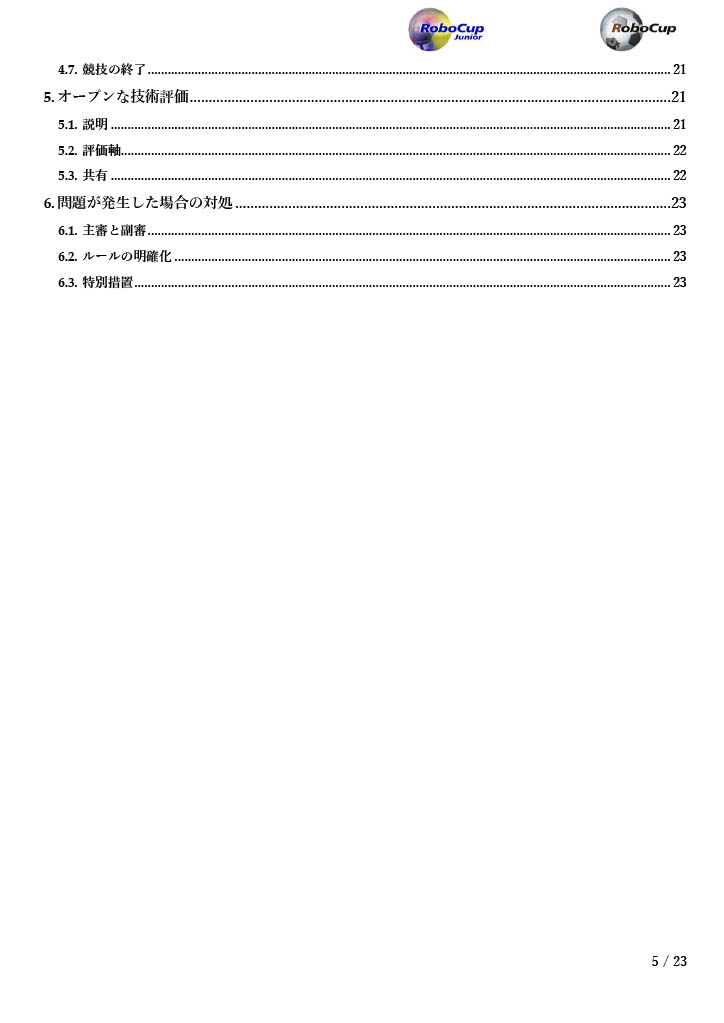 RoboCup
Junior
RoboCup
4.7. 競技の終了 21
5. オープンな技術評価 21
5.1. 説明 21
5.2. 評価軸 22
5.3. 共有 22
6. 問題が発生した場合の対処 23
6.1. 主審と副審 23
6.2. ルールの明確化 23
6.3. 特別措置 23
5 / 23